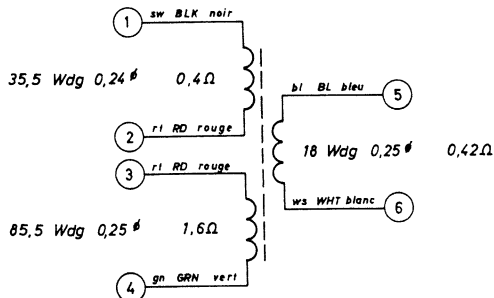 1 sw BLK noir
35,5 Wdg 0,24 ϕ 0,4Ω
2 rt RD rouge
3 rt RD rouge
85,5 Wdg 0,25 ϕ 1,6Ω
4 gn GRN vert
bl BL bleu 5
18 Wdg 0,25 ϕ 0,42Ω
ws WHT blanc 6